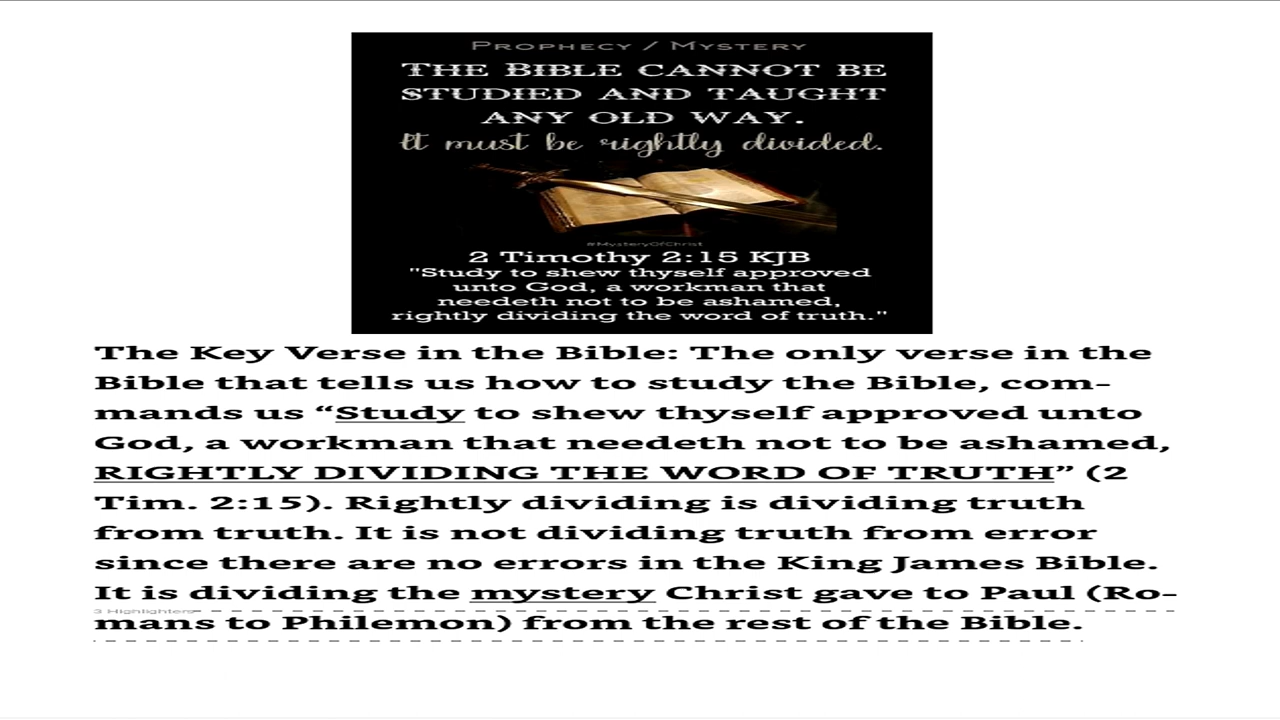 PROPHECY / MYSTERY
THE BIBLE CANNOT BE
STUDIED AND TAUGHT
ANY OLD WAY.
It must be rightly divided.
#MysteryOfChrist
2 Timothy 2:15 KJB
"Study to shew thyself approved
unto God, a workman that
needeth not to be ashamed,
rightly dividing the word of truth."
The Key Verse in the Bible: The only verse in the
Bible that tells us how to study the Bible, com-
mands us “Study to shew thyself approved unto
God, a workman that needeth not to be ashamed,
RIGHTLY DIVIDING THE WORD OF TRUTH” (2
Tim. 2:15). Rightly dividing is dividing truth
from truth. It is not dividing truth from error
since there are no errors in the King James Bible.
It is dividing the mystery Christ gave to Paul (Ro-
3 Highlighters
mans to Philemon) from the rest of the Bible.